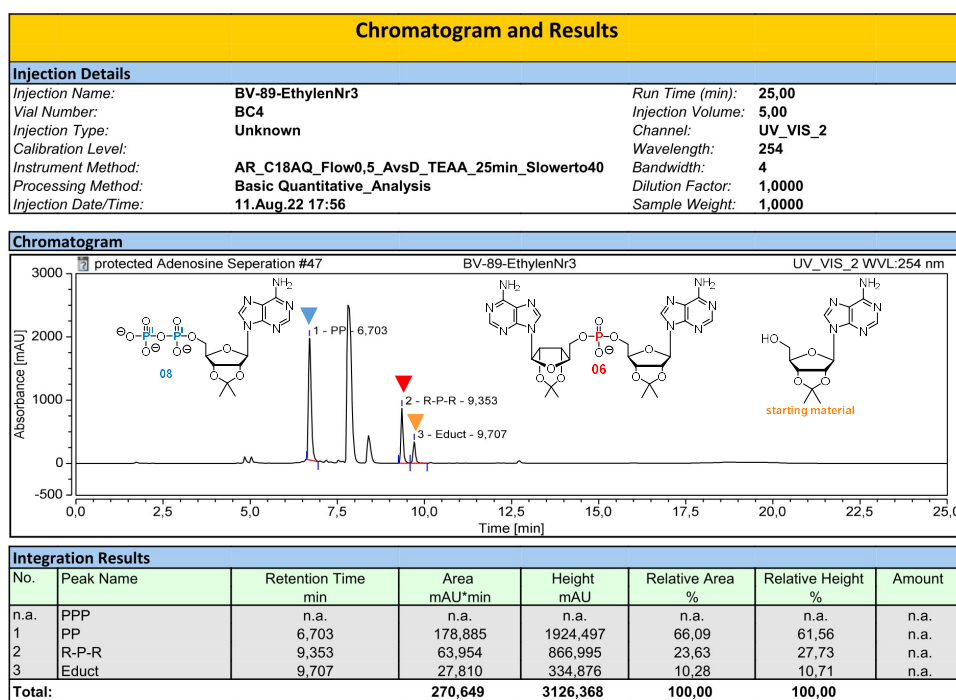 Chromatogram and Results
Injection Details
Injection Name: BV-89-EthylenNr3 Run Time (min): 25,00
Vial Number: BC4 Injection Volume: 5,00
Injection Type: Unknown Channel: UV_VIS_2
Calibration Level: Wavelength: 254
Instrument Method: AR_C18AQ_Flow0,5_AvsD_TEAA_25min_Slowerto40 Bandwidth: 4
Processing Method: Basic Quantitative_Analysis Dilution Factor: 1,0000
Injection Date/Time: 11.Aug.22 17:56 Sample Weight: 1,0000
Chromatogram
protected Adenosine Seperation #47 BV-89-EthylenNr3 UV_VIS_2 WVL:254 nm
Absorbance [mAU]
3000
2000
1000
0
-500
NH2 N N N N O P O P O O O O O O O O
08
1 - PP - 6,703
NH2 N N N N O O O O P O O O O O O NH2 N N N N
06
NH2 N N N N HO O O O
starting material
2 - R-P-R - 9,353
3 - Educt - 9,707
0,0 2,5 5,0 7,5 10,0 12,5 15,0 17,5 20,0 22,5 25,0
Time [min]
Integration Results
No. Peak Name Retention Time Area Height Relative Area Relative Height Amount
min mAU*min mAU % %
n.a. PPP n.a. n.a. n.a. n.a. n.a. n.a.
1 PP 6,703 178,885 1924,497 66,09 61,56 n.a.
2 R-P-R 9,353 63,954 866,995 23,63 27,73 n.a.
3 Educt 9,707 27,810 334,876 10,28 10,71 n.a.
Total: 270,649 3126,368 100,00 100,00